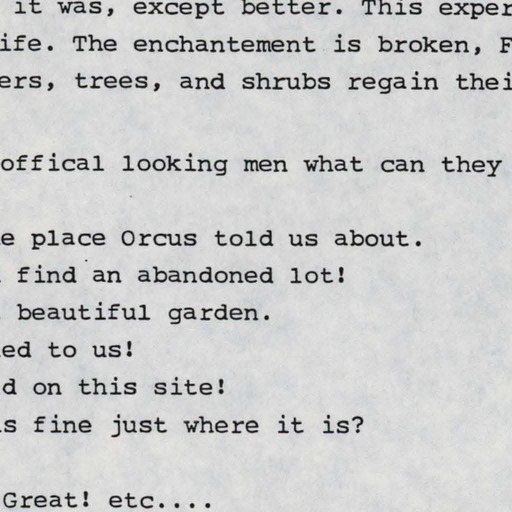 it was, except better. This exper
ife. The enchantement is broken, F
ers, trees, and shrubs regain thei
offical looking men what can they
e place Orcus told us about.
find an abandoned lot!
beautiful garden.
ed to us!
d on this site!
s fine just where it is?
Great! etc....